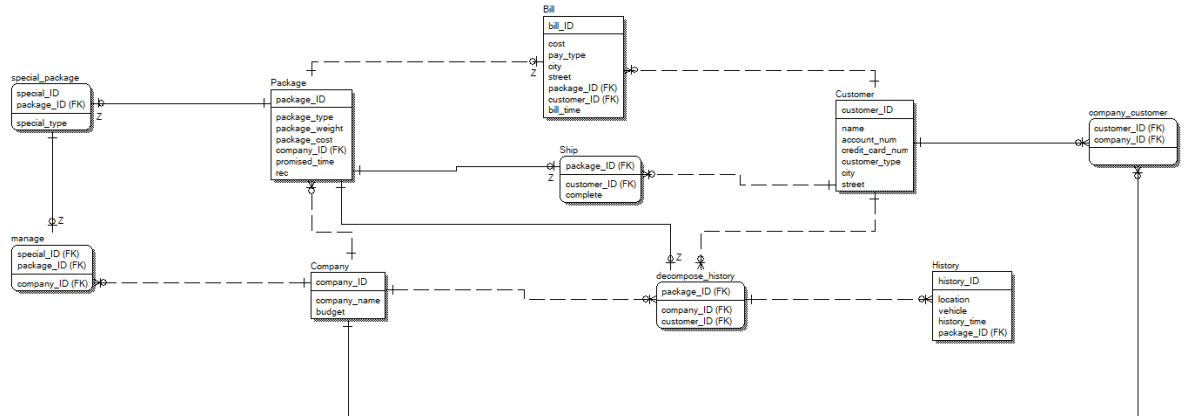 Bill
bill_ID
cost
pay_type
city
street
package_ID (FK)
customer_ID (FK)
bill_time
Z
special_package
special_ID
package_ID (FK)
special_type
Z
Package
package_ID
package_type
package_weight
package_cost
company_ID (FK)
promised_time
rec
Customer
customer_ID
name
account_num
credit_card_num
customer_type
city
street
company_customer
customer_ID (FK)
company_ID (FK)
Ship
package_ID (FK)
customer_ID (FK)
complete
Z
Z
manage
special_ID (FK)
package_ID (FK)
company_ID (FK)
Company
company_ID
company_name
budget
Z
decompose_history
package_ID (FK)
company_ID (FK)
customer_ID (FK)
History
history_ID
location
vehicle
history_time
package_ID (FK)